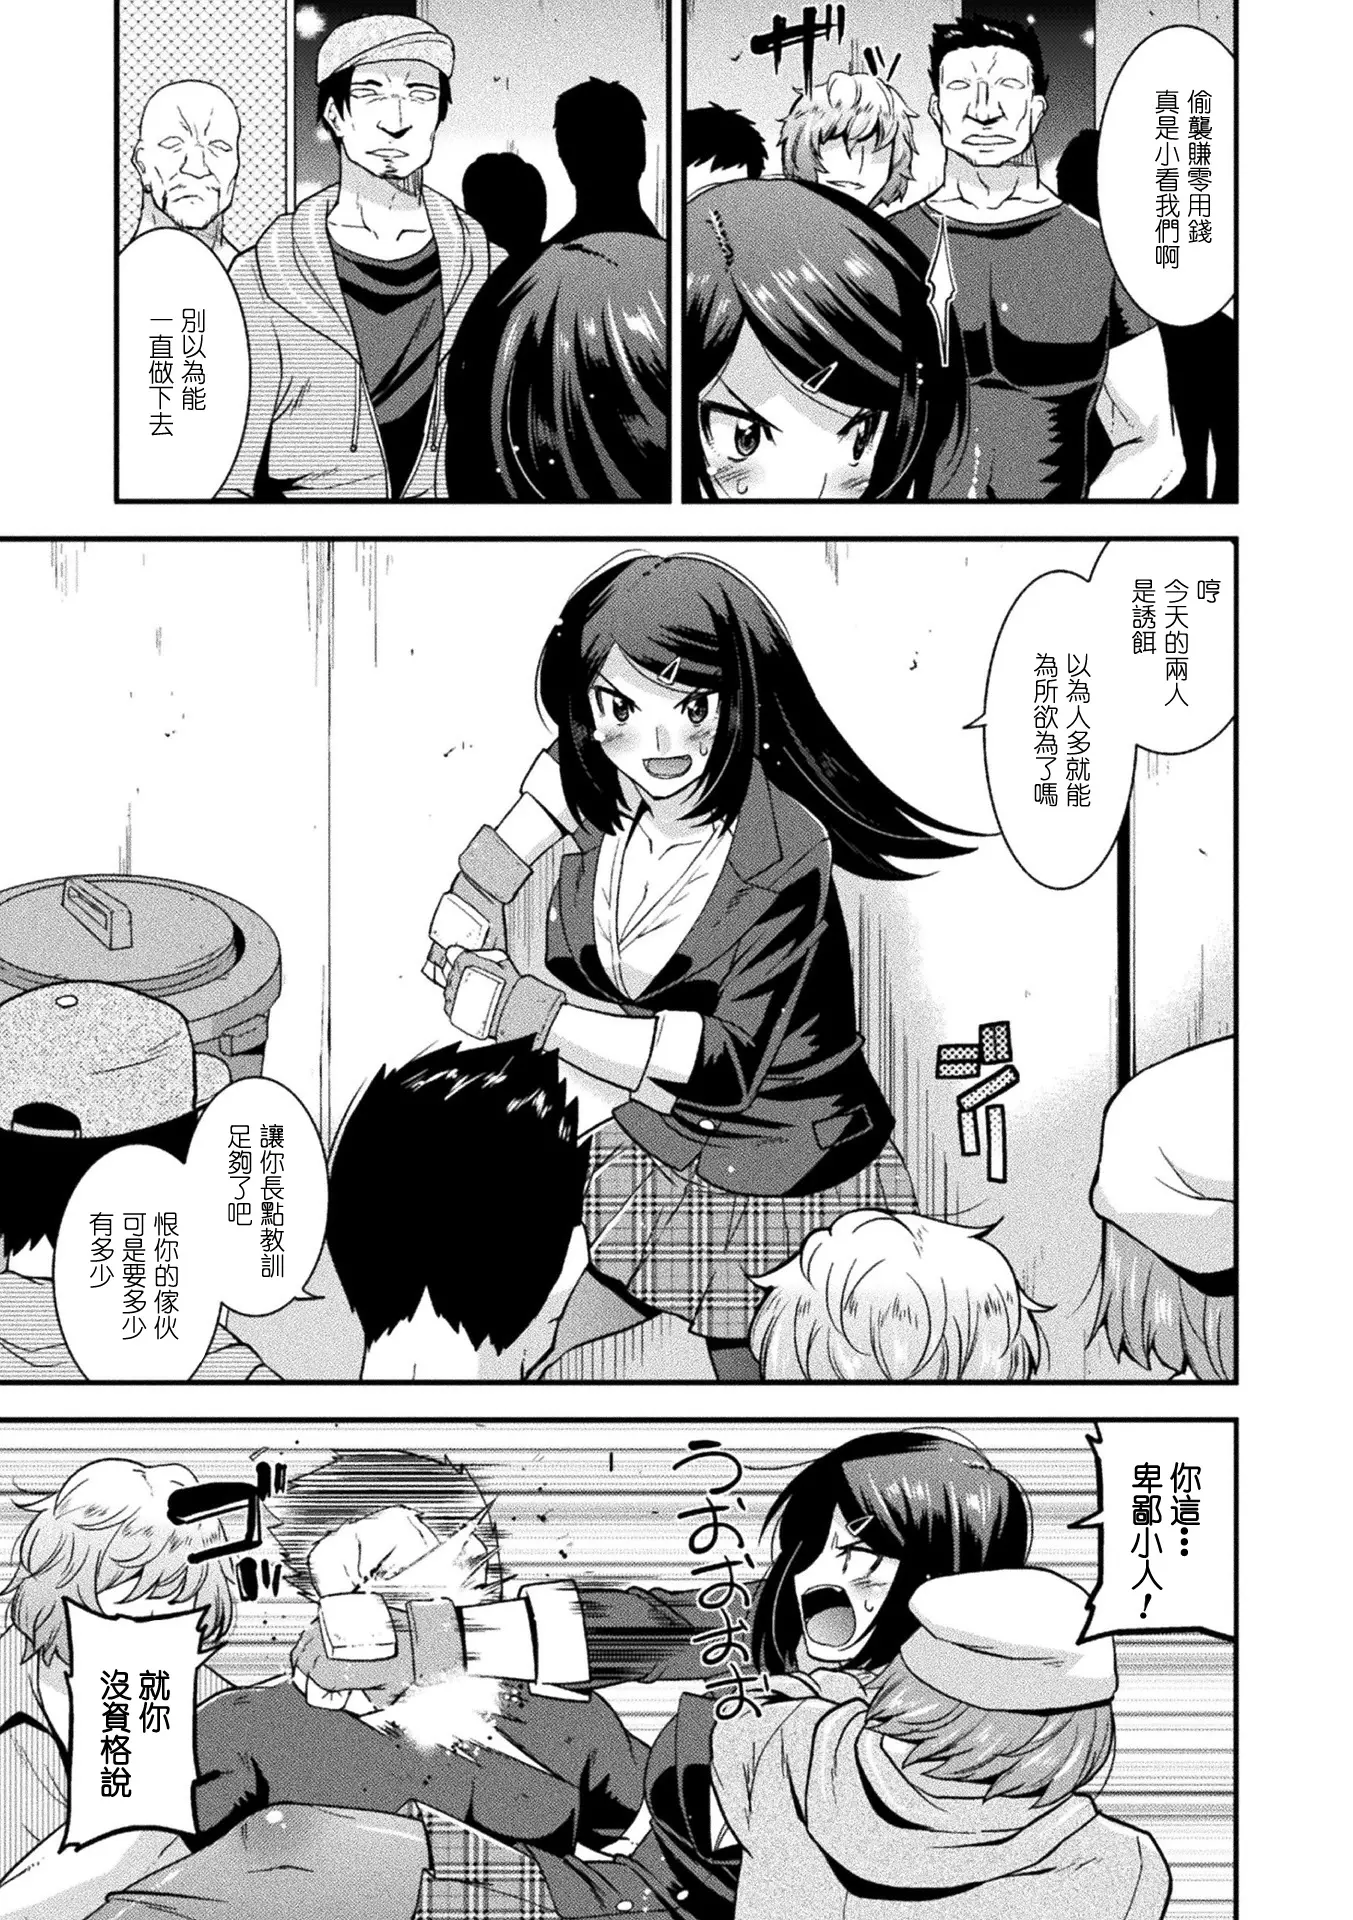 偷襲賺零用錢
真是小看我們啊
ザッ
別以為能
一直做下去
哼
今天的兩人
是誘餌
以為人多就能
為所欲為了嗎
讓你長點教訓
足夠了吧
恨你的傢伙
可是要多少
有多少
你這…
卑鄙小人！
うおおおおお
就你
沒資格說